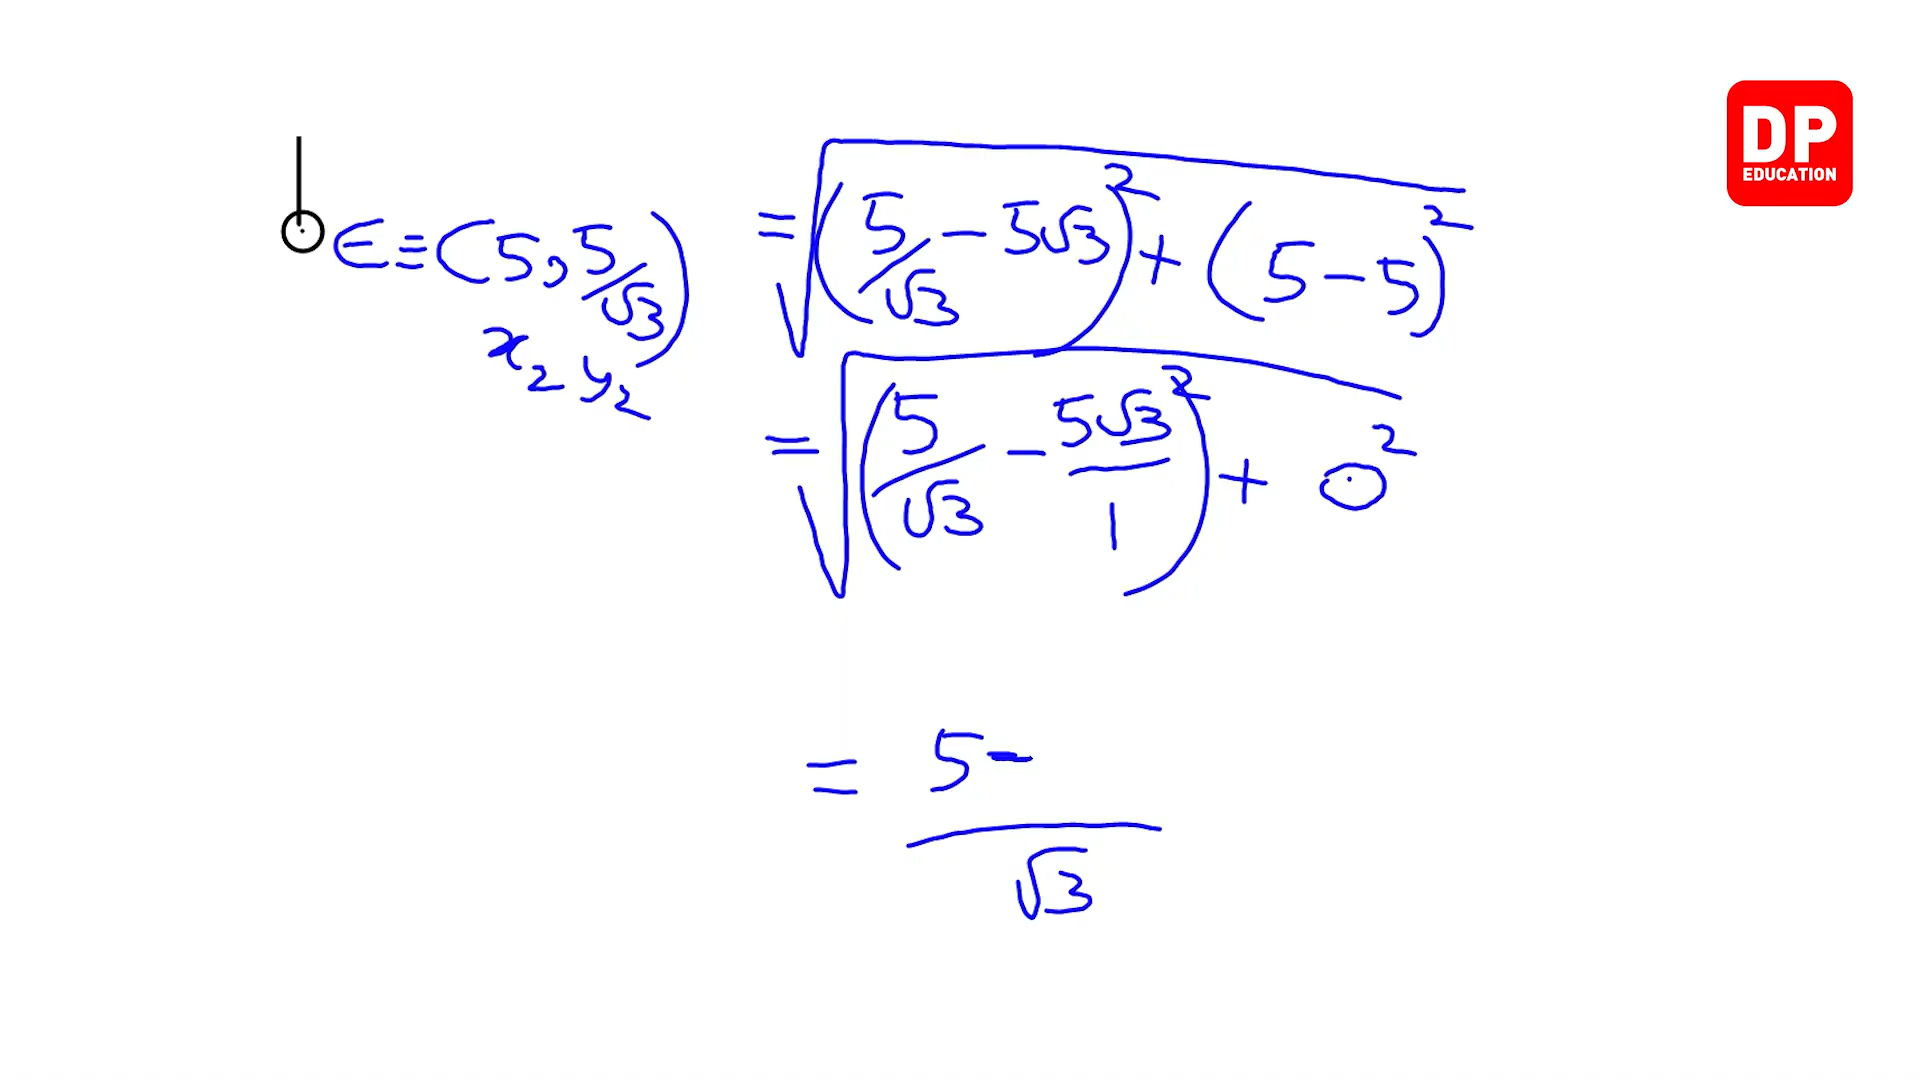 DP
EDUCATION
E ≡ (5, 5/√3)
x₂ y₂
= √((5/√3 - 5√3)² + (5 - 5)²)
= √((5/√3 - 5√3/1)² + 0²)
= 5 -
√3